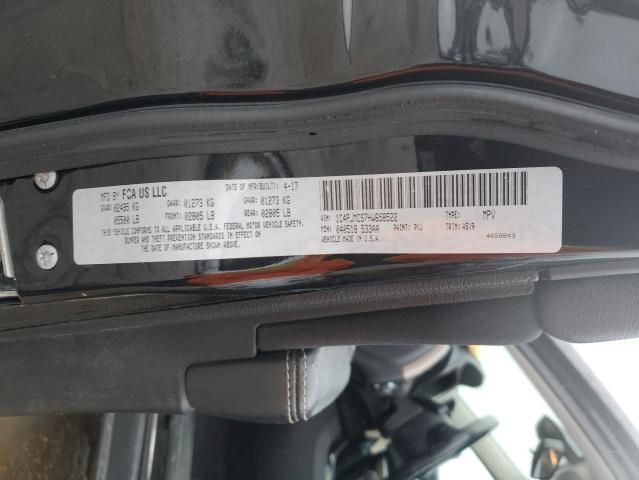 MFD BY FCA US LLC
DATE OF MFR(BUILT): 4-17
GVWR: 02495 KG
05500 LB
GAWR: 01273 KG
FRONT: 02805 LB
GAWR: 01273 KG
REAR: 02805 LB
THIS VEHICLE CONFORMS TO ALL APPLICABLE U.S.A. FEDERAL MOTOR VEHICLE SAFETY,
BUMPER AND THEFT PREVENTION STANDARDS IN EFFECT ON
THE DATE OF MANUFACTURE SHOWN ABOVE.
VIN: 1C4PJMCS7HW658522
TYPE: MPV
MDH: 040518 533AA
PAINT: PXJ
TRIM: A5X9
VEHICLE MADE IN U.S.A.
4650843